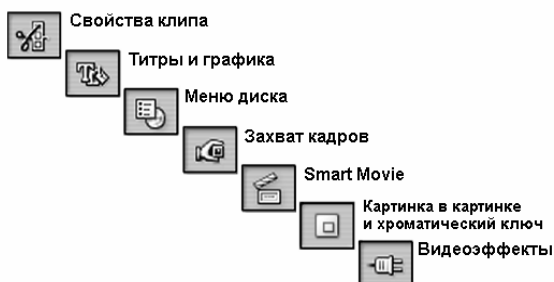 Свойства клипа
Титры и графика
Меню диска
Захват кадров
Smart Movie
Картинка в картинке
и хроматический ключ
Видеоэффекты